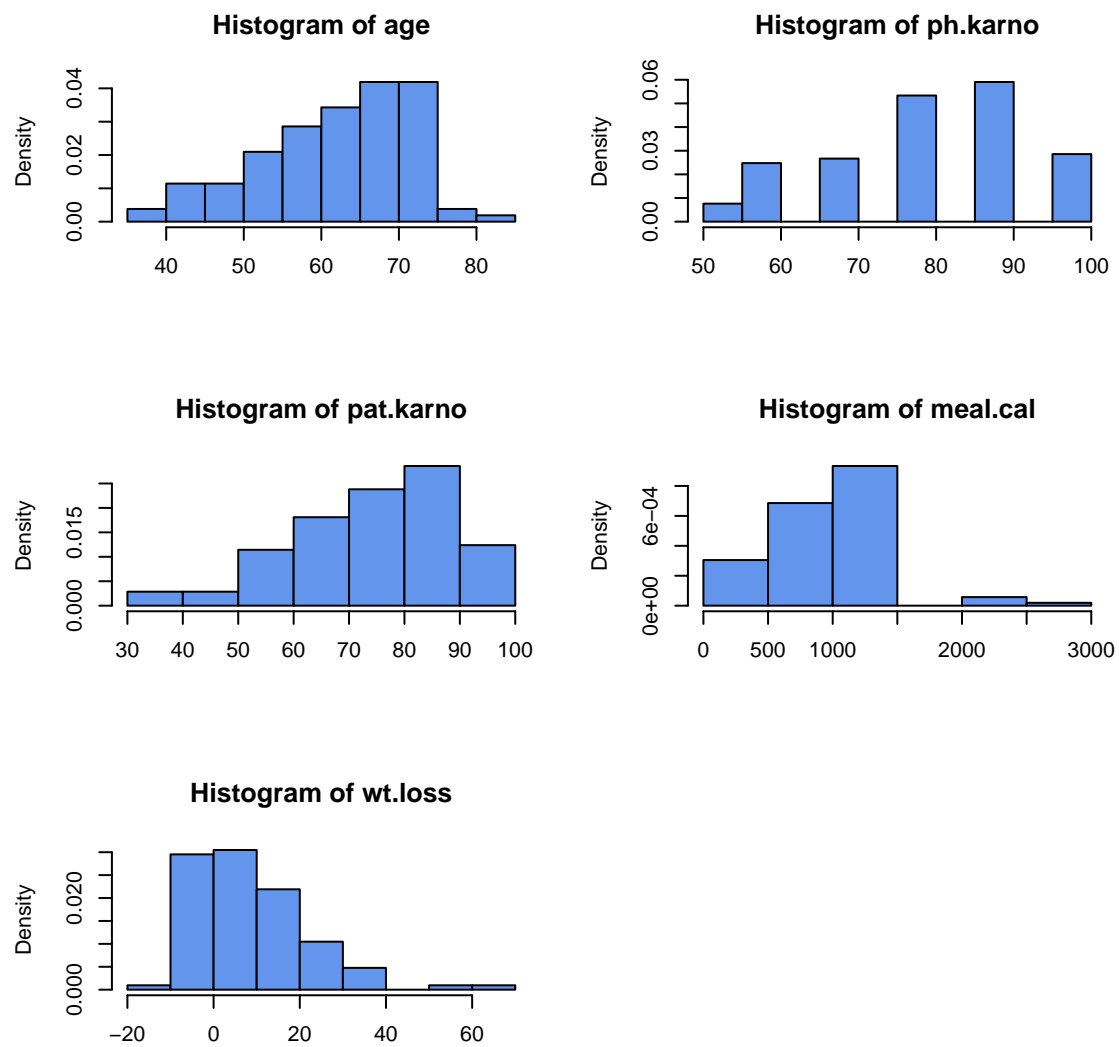 Histogram of age
Density
0.00 0.02 0.04
40 50 60 70 80
Histogram of ph.karno
Density
0.00 0.03 0.06
50 60 70 80 90 100
Histogram of pat.karno
Density
0.000 0.015
30 40 50 60 70 80 90 100
Histogram of meal.cal
Density
0e+00 6e−04
0 500 1000 2000 3000
Histogram of wt.loss
Density
0.000 0.020
−20 0 20 40 60